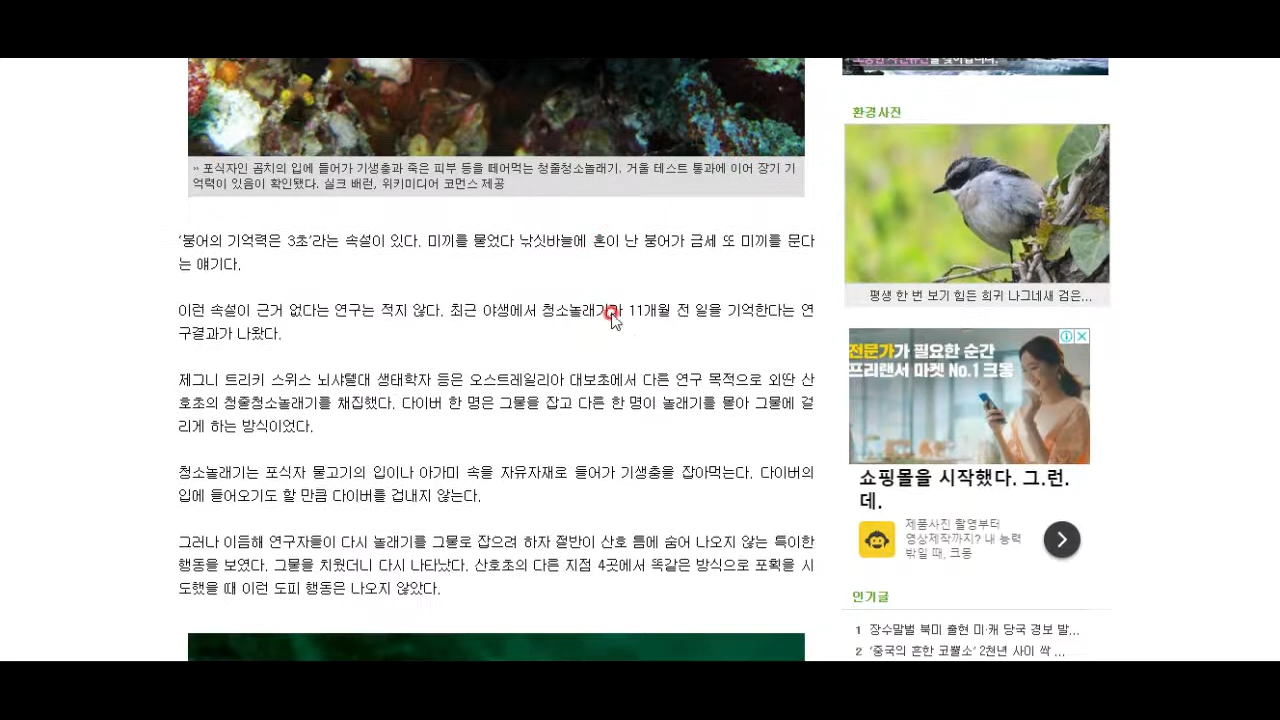 » 포식자인 곰치의 입에 들어가 기생충과 죽은 피부 등을 떼어먹는 청줄청소놀래기. 거울 테스트 통과에 이어 장기 기
억력이 있음이 확인됐다. 실크 배런, 위키미디어 코먼스 제공
'붕어의 기억력은 3초'라는 속설이 있다. 미끼를 물었다 낚싯바늘에 혼이 난 붕어가 금세 또 미끼를 문다
는 얘기다.
이런 속설이 근거 없다는 연구는 적지 않다. 최근 야생에서 청소놀래기가 11개월 전 일을 기억한다는 연
구결과가 나왔다.
제그니 트리키 스위스 뇌샤텔대 생태학자 등은 오스트레일리아 대보초에서 다른 연구 목적으로 외딴 산
호초의 청줄청소놀래기를 채집했다. 다이버 한 명은 그물을 잡고 다른 한 명이 놀래기를 몰아 그물에 걸
리게 하는 방식이었다.
청소놀래기는 포식자 물고기의 입이나 아가미 속을 자유자재로 들어가 기생충을 잡아먹는다. 다이버의
입에 들어오기도 할 만큼 다이버를 겁내지 않는다.
그러나 이듬해 연구자들이 다시 놀래기를 그물로 잡으려 하자 절반이 산호 틈에 숨어 나오지 않는 특이한
행동을 보였다. 그물을 치웠더니 다시 나타났다. 산호초의 다른 지점 4곳에서 똑같은 방식으로 포획을 시
도했을 때 이런 도피 행동은 나오지 않았다.
환경사진
평생 한 번 보기 힘든 희귀 나그네새 검은...
전문가가 필요한 순간
프리랜서 마켓 No.1 크몽
쇼핑몰을 시작했다. 그.런.
데.
제품사진 촬영부터
영상제작까지? 내 능력
밖일 때, 크몽
인기글
1 장수말벌 북미 출현 미·캐 당국 경보 발...
2 '중국의 흔한 코뿔소' 2천년 사이 싹 ...